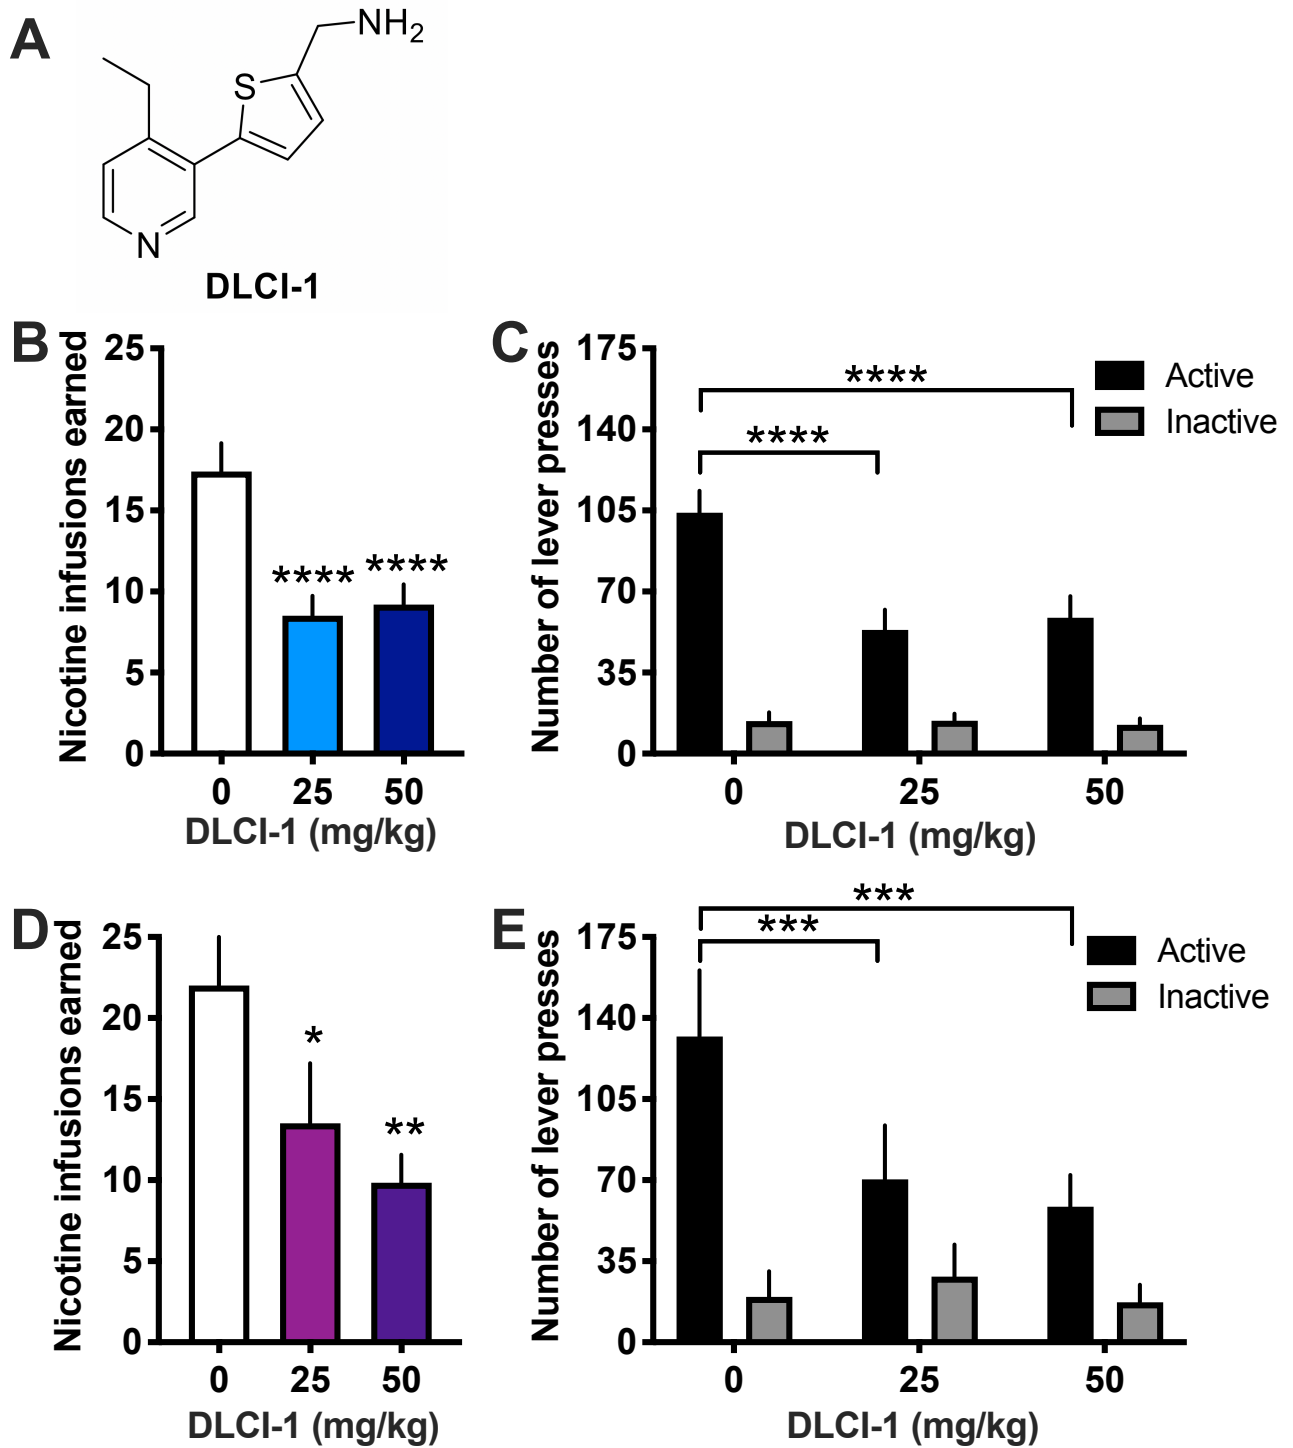 A
NH2
S
N
DLCI-1
B
Nicotine infusions earned
25
20
15
10
5
0
****
****
0 25 50
DLCI-1 (mg/kg)
C
Number of lever presses
175
140
105
70
35
0
****
****
Active
Inactive
0 25 50
DLCI-1 (mg/kg)
D
Nicotine infusions earned
25
20
15
10
5
0
*
**
0 25 50
DLCI-1 (mg/kg)
E
Number of lever presses
175
140
105
70
35
0
***
***
Active
Inactive
0 25 50
DLCI-1 (mg/kg)